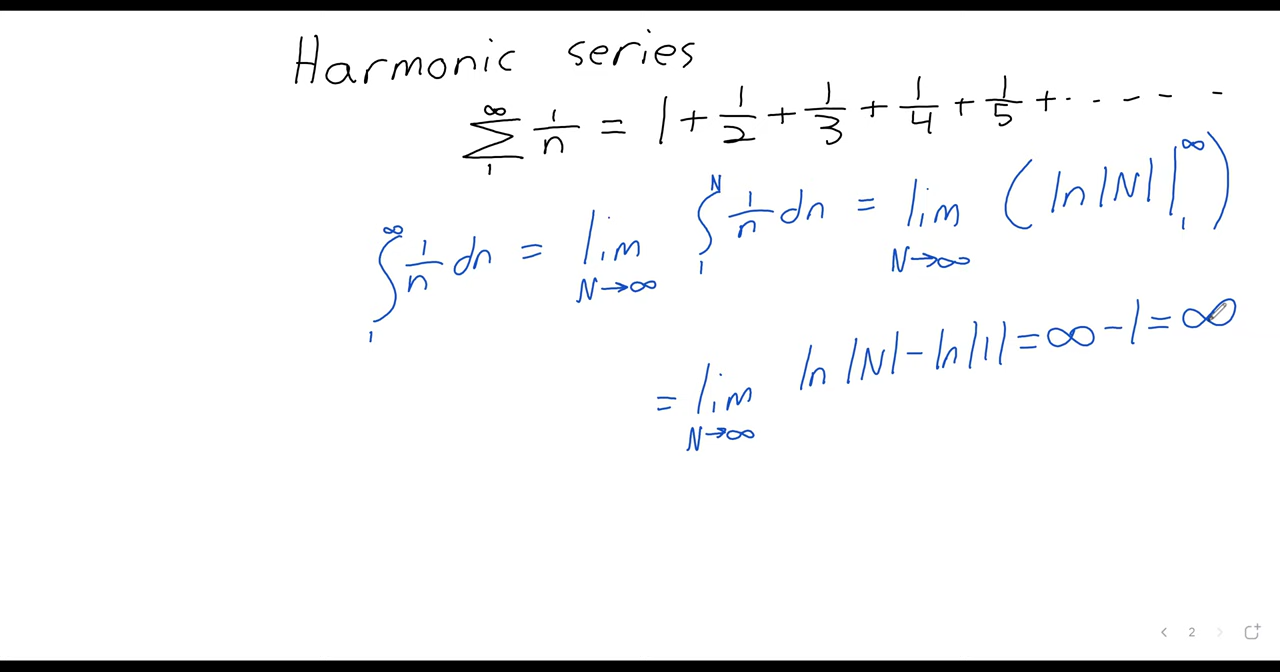 Harmonic series
∑_1^∞ 1/n = 1 + 1/2 + 1/3 + 1/4 + 1/5 + ......
∫_1^∞ 1/n dn = lim_{N→∞} ∫_1^N 1/n dn = lim_{N→∞} ( ln |N| |_1^∞ )
= lim_{N→∞} ln |N| - ln |1| = ∞ - 1 = ∞
2